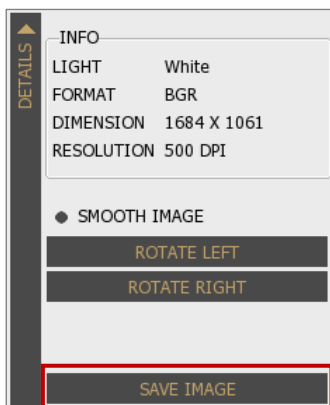 DETAILS
INFO
LIGHT White
FORMAT BGR
DIMENSION 1684 X 1061
RESOLUTION 500 DPI
SMOOTH IMAGE
ROTATE LEFT
ROTATE RIGHT
SAVE IMAGE